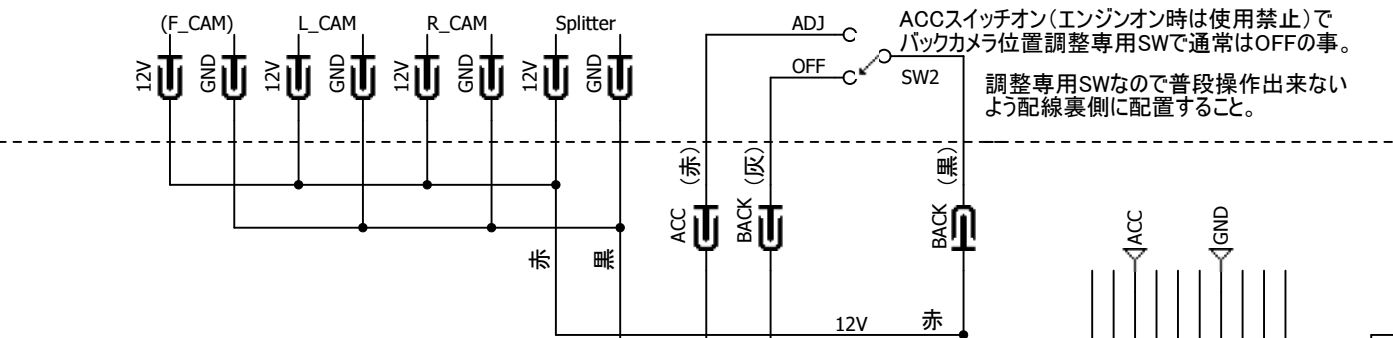 (F_CAM) L_CAM R_CAM Splitter
12V GND 12V GND 12V GND 12V GND
ADJ
OFF
SW2
ACCスイッチオン(エンジンオン時は使用禁止)で
バックカメラ位置調整専用SWで通常はOFFの事。
調整専用SWなので普段操作出来ない
よう配線裏側に配置すること。
(赤) (灰) (黒)
ACC BACK BACK
ACC GND
赤 黒
12V 赤